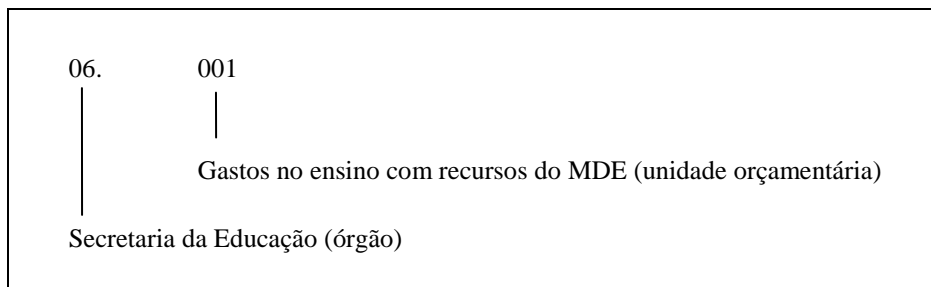 06. 001
Gastos no ensino com recursos do MDE (unidade orçamentária)
Secretaria da Educação (órgão)